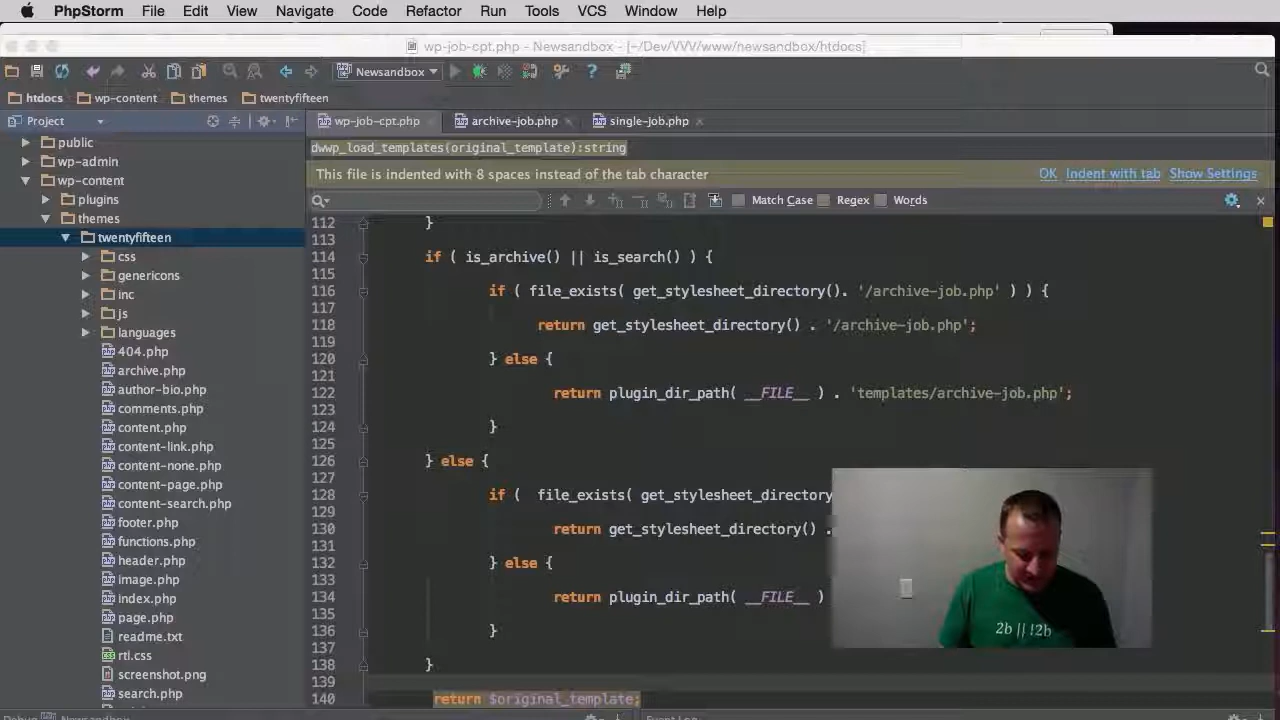 PhpStorm File Edit View Navigate Code Refactor Run Tools VCS Window Help
wp-job-cpt.php - Newsandbox - [~/Dev/VVV/www/newsandbox/htdocs]
Newsandbox
htdocs wp-content themes twentyfifteen
Project
wp-job-cpt.php archive-job.php single-job.php
dwwp_load_templates(original_template):string
This file is indented with 8 spaces instead of the tab character OK Indent with tab Show Settings
Match Case Regex Words
public
wp-admin
wp-content
plugins
themes
twentyfifteen
css
genericons
inc
js
languages
404.php
archive.php
author-bio.php
comments.php
content.php
content-link.php
content-none.php
content-page.php
content-search.php
footer.php
functions.php
header.php
image.php
index.php
page.php
readme.txt
rtl.css
screenshot.png
search.php
112 }
113
114 if ( is_archive() || is_search() ) {
115
116 if ( file_exists( get_stylesheet_directory(). '/archive-job.php' ) ) {
117
118 return get_stylesheet_directory() . '/archive-job.php';
119
120 } else {
121
122 return plugin_dir_path( __FILE__ ) . 'templates/archive-job.php';
123
124 }
125
126 } else {
127
128 if ( file_exists( get_stylesheet_directory
129
130 return get_stylesheet_directory() .
131
132 } else {
133
134 return plugin_dir_path( __FILE__ )
135
136 }
137
138 }
139
140 return $original_template;
2b || !2b
Newsandbox
Event Log